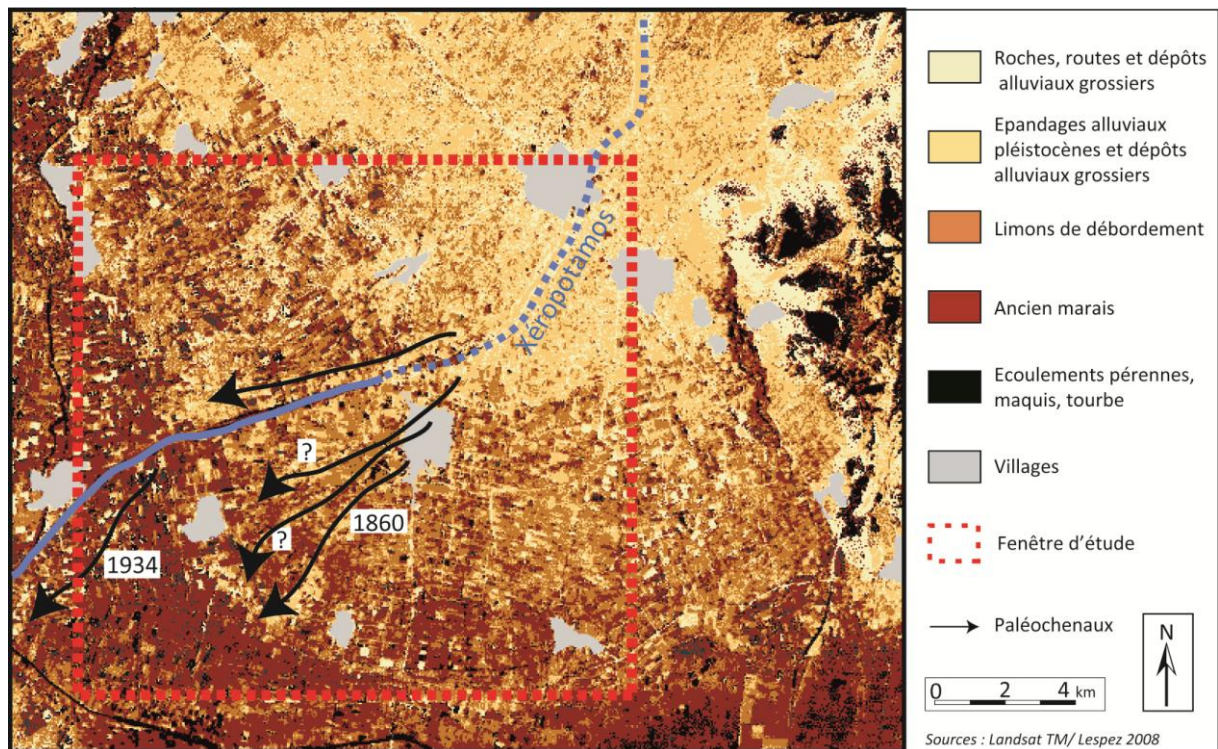 Xéropotamos
?
?
1860
1934
Roches, routes et dépôts
alluviaux grossiers
Epandages alluviaux
pléistocènes et dépôts
alluviaux grossiers
Limons de débordement
Ancien marais
Ecoulements pérennes,
maquis, tourbe
Villages
Fenêtre d'étude
Paléochenaux
N
0 2 4 km
Sources : Landsat TM/ Lespez 2008